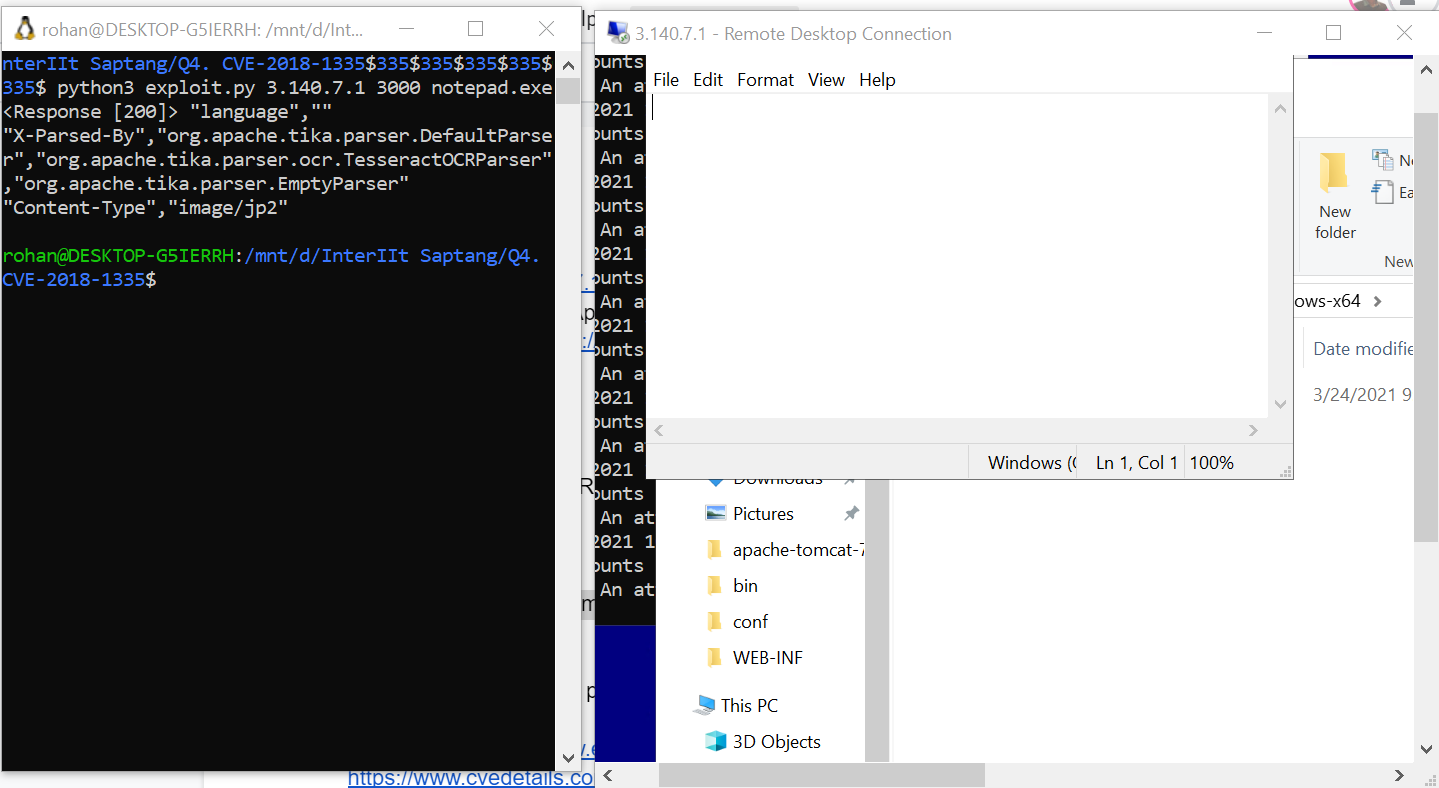 rohan@DESKTOP-G5IERRH: /mnt/d/Int...
nterIIt Saptang/Q4. CVE-2018-1335$335$335$335$335$
335$ python3 exploit.py 3.140.7.1 3000 notepad.exe
<Response [200]> "language",""
"X-Parsed-By","org.apache.tika.parser.DefaultParse
r","org.apache.tika.parser.ocr.TesseractOCRParser"
,"org.apache.tika.parser.EmptyParser"
"Content-Type","image/jp2"
rohan@DESKTOP-G5IERRH:/mnt/d/InterIIt Saptang/Q4.
CVE-2018-1335$
https://www.cvedetails.co
3.140.7.1 - Remote Desktop Connection
File Edit Format View Help
ounts
An a
2021
ounts
An a
2021
ounts
An a
2021
ounts
An a
2021
ounts
An a
2021
ounts
An a
2021
ounts
An at
2021 1
ounts
An at
Windows (
Ln 1, Col 1
100%
New
folder
Ea
New
ows-x64
Date modifie
3/24/2021 9
Downloads
Pictures
apache-tomcat-7
bin
conf
WEB-INF
This PC
3D Objects